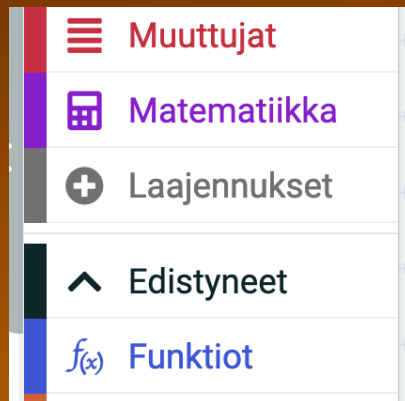 Muuttujat
Matematiikka
Laajennukset
Edistyneet
f(x) Funktiot